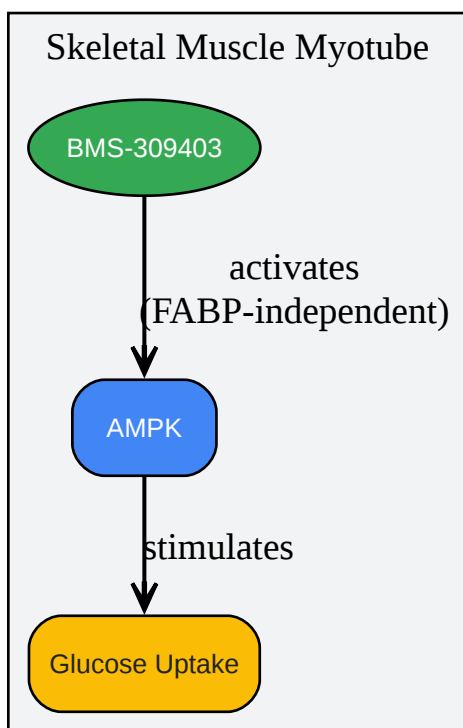 Skeletal Muscle Myotube
BMS-309403
activates
(FABP-independent)
AMPK
stimulates
Glucose Uptake